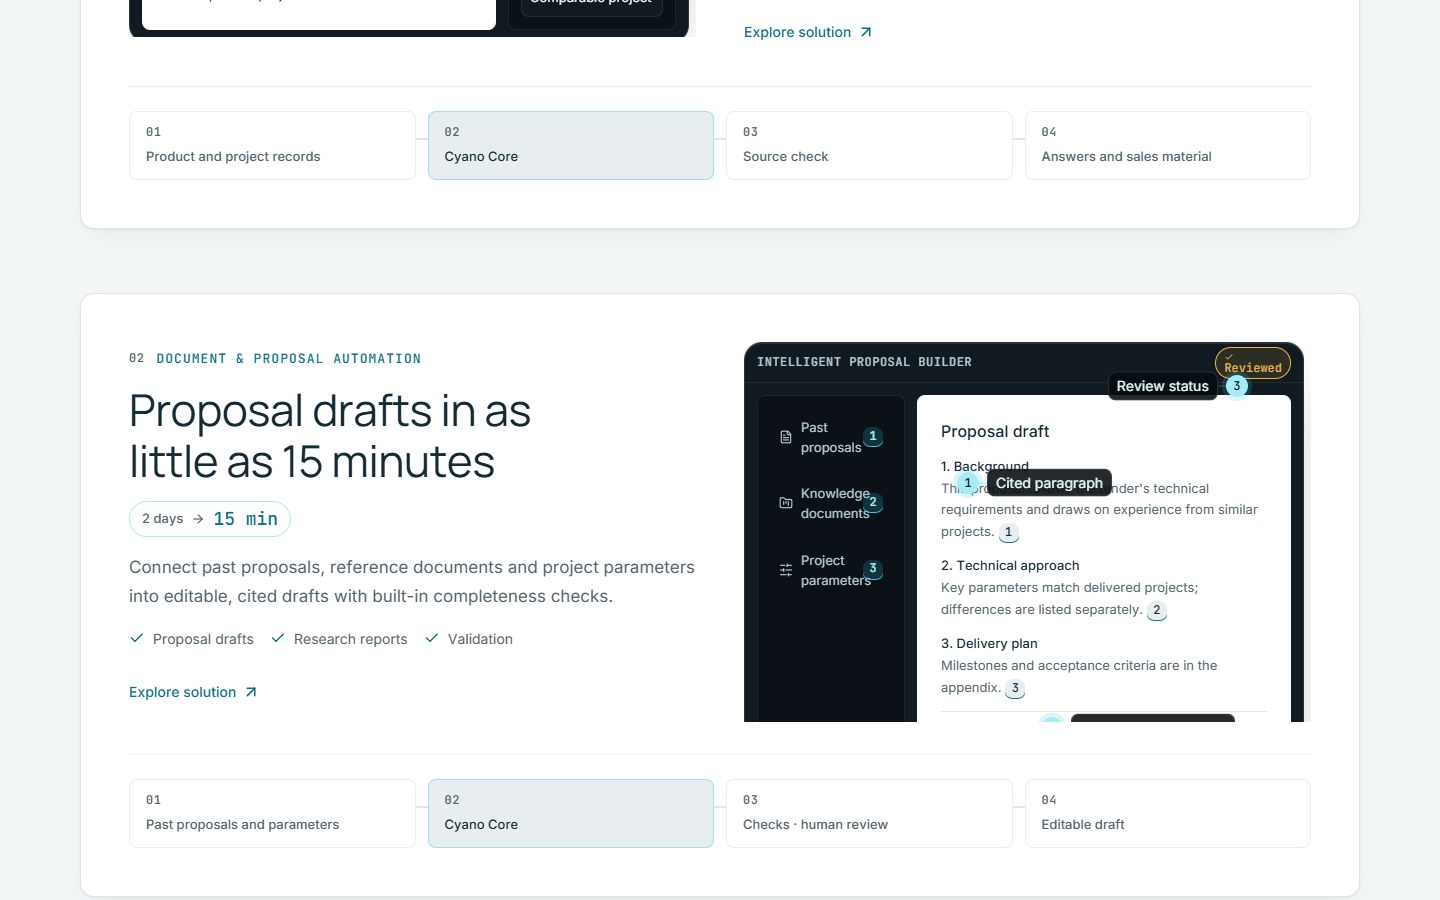 Comparable project
Explore solution
01
Product and project records
02
Cyano Core
03
Source check
04
Answers and sales material
02 DOCUMENT & PROPOSAL AUTOMATION
Proposal drafts in as
little as 15 minutes
2 days → 15 min
Connect past proposals, reference documents and project parameters
into editable, cited drafts with built-in completeness checks.
Proposal drafts
Research reports
Validation
Explore solution
INTELLIGENT PROPOSAL BUILDER
Reviewed
Review status 3
Past
proposals 1
Knowledge
documents 2
Project
parameters 3
Proposal draft
1. Background
1 Cited paragraph
technical
requirements and draws on experience from similar
projects. 1
2. Technical approach
Key parameters match delivered projects;
differences are listed separately. 2
3. Delivery plan
Milestones and acceptance criteria are in the
appendix. 3
01
Past proposals and parameters
02
Cyano Core
03
Checks · human review
04
Editable draft